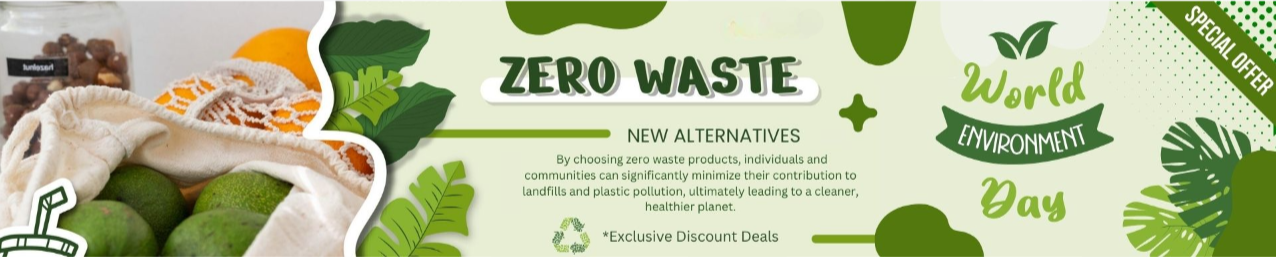 ZERO WASTE
NEW ALTERNATIVES
By choosing zero waste products, individuals and
communities can significantly minimize their contribution to
landfills and plastic pollution, ultimately leading to a cleaner,
healthier planet.
*Exclusive Discount Deals
World
ENVIRONMENT
Day
SPECIAL OFFER